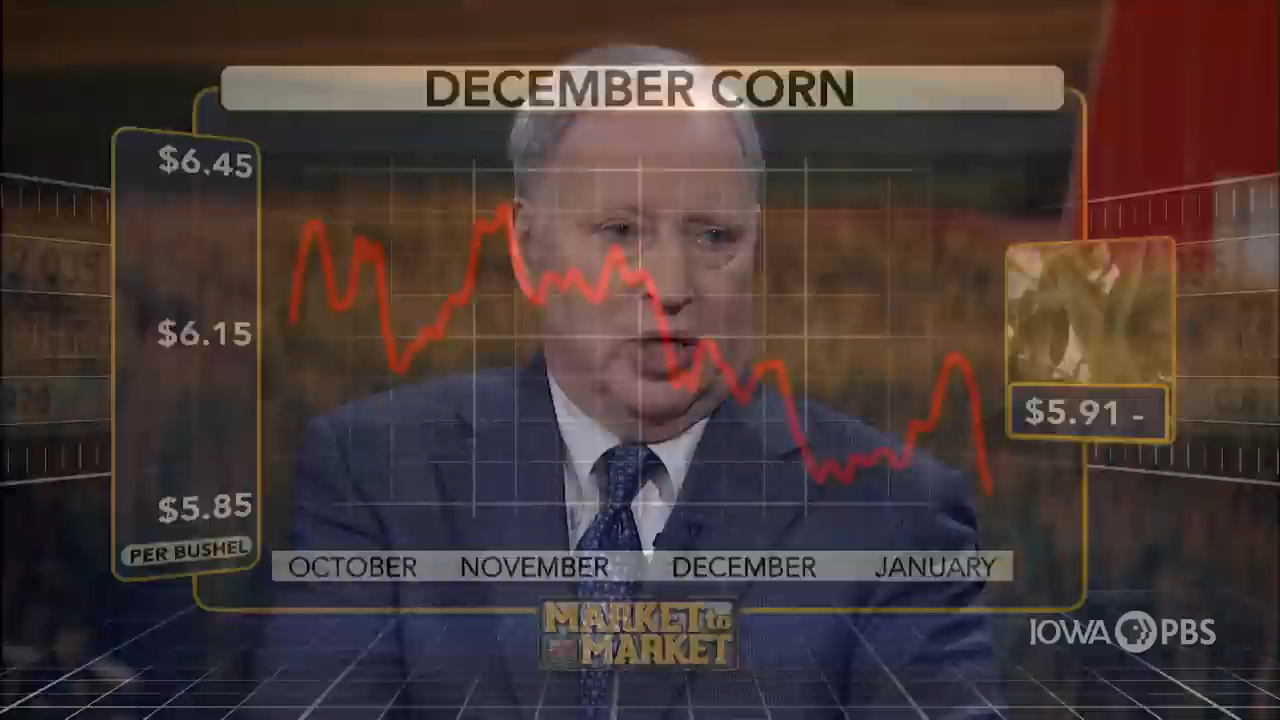 DECEMBER CORN
$6.45
$6.15
$5.85
PER BUSHEL
$5.91 -
OCTOBER NOVEMBER DECEMBER JANUARY
MARKET to
MARKET
IOWA PBS